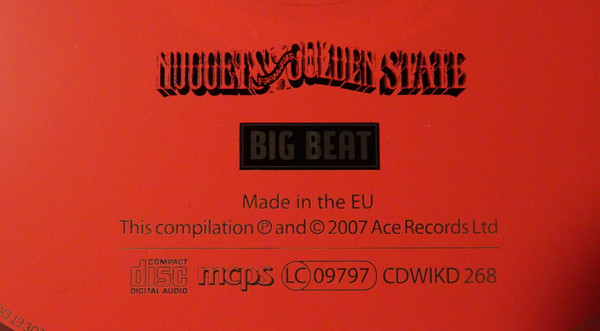 NUGGETS FROM THE GOLDEN STATE
BIG BEAT
Made in the EU
This compilation ℗ and © 2007 Ace Records Ltd
COMPACT
disc
DIGITAL AUDIO
mcps
LC 09797
CDWIKD 268